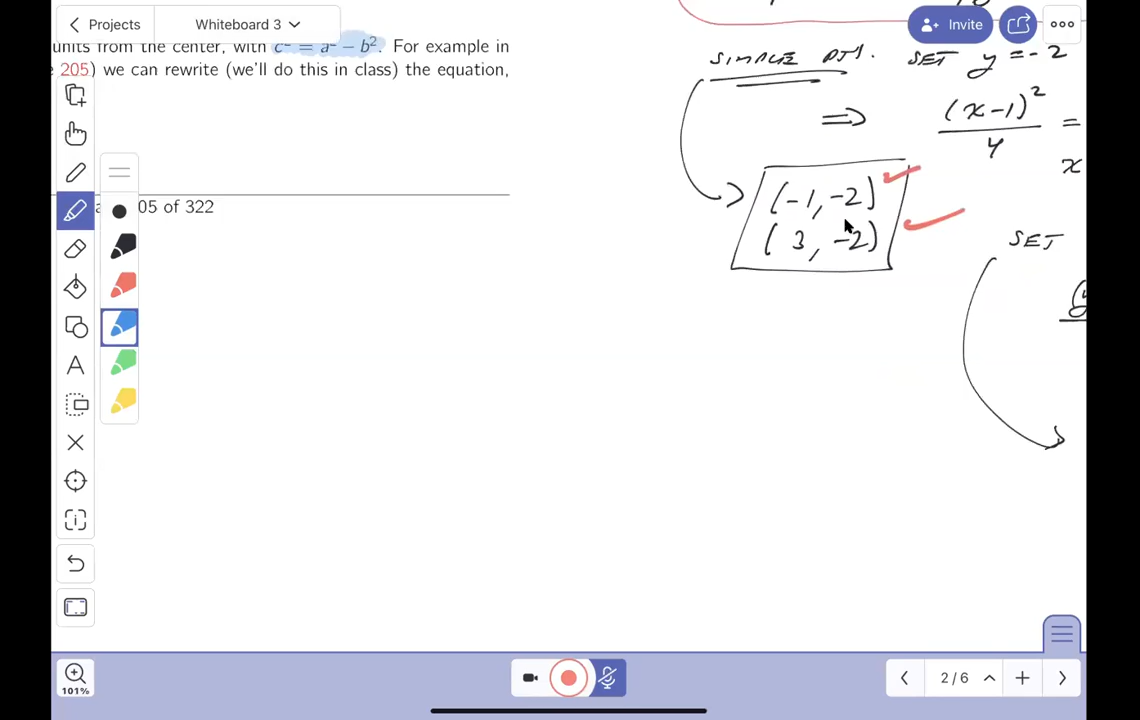 Projects
Whiteboard 3
Invite
units from the center, with c² = a² − b². For example in
205) we can rewrite (we'll do this in class) the equation,
05 of 322
SIMPLE PTS. SET y = -2
⇒ (x-1)²/4 =
x
(-1, -2)
(3, -2)
SET
A
101%
2 / 6